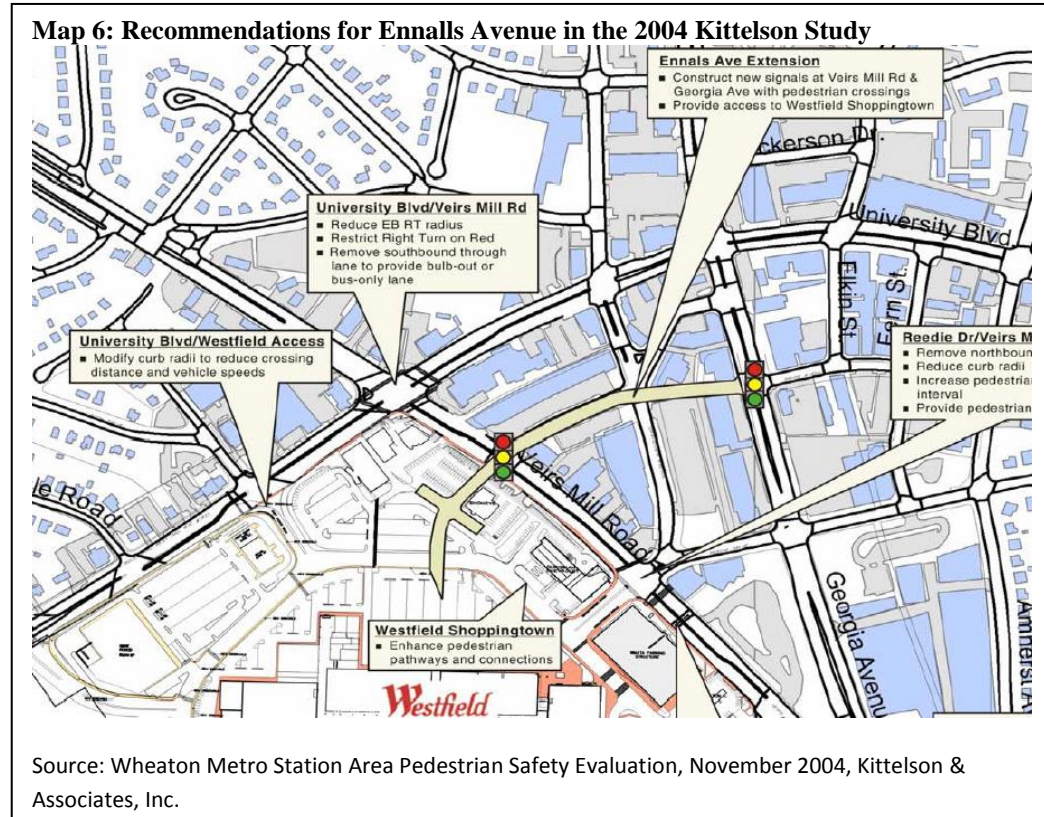 Map 6: Recommendations for Ennalls Avenue in the 2004 Kittelson Study
Ennals Ave Extension
▪ Construct new signals at Veirs Mill Rd &
Georgia Ave with pedestrian crossings
▪ Provide access to Westfield Shoppingtown
ckerson Dr.
University Blvd/Veirs Mill Rd
▪ Reduce EB RT radius
▪ Restrict Right Turn on Red
▪ Remove southbound through
lane to provide bulb-out or
bus-only lane
University Blvd
Elkin St.
Fern St.
University Blvd/Westfield Access
▪ Modify curb radii to reduce crossing
distance and vehicle speeds
Reedie Dr/Veirs M
▪ Remove northboun
▪ Reduce curb radii
▪ Increase pedestria
interval
▪ Provide pedestrian
Veirs Mill Road
le Road
Georgia Avenu
Amherst A
Westfield Shoppingtown
▪ Enhance pedestrian
pathways and connections
Westfield
Source: Wheaton Metro Station Area Pedestrian Safety Evaluation, November 2004, Kittelson &
Associates, Inc.